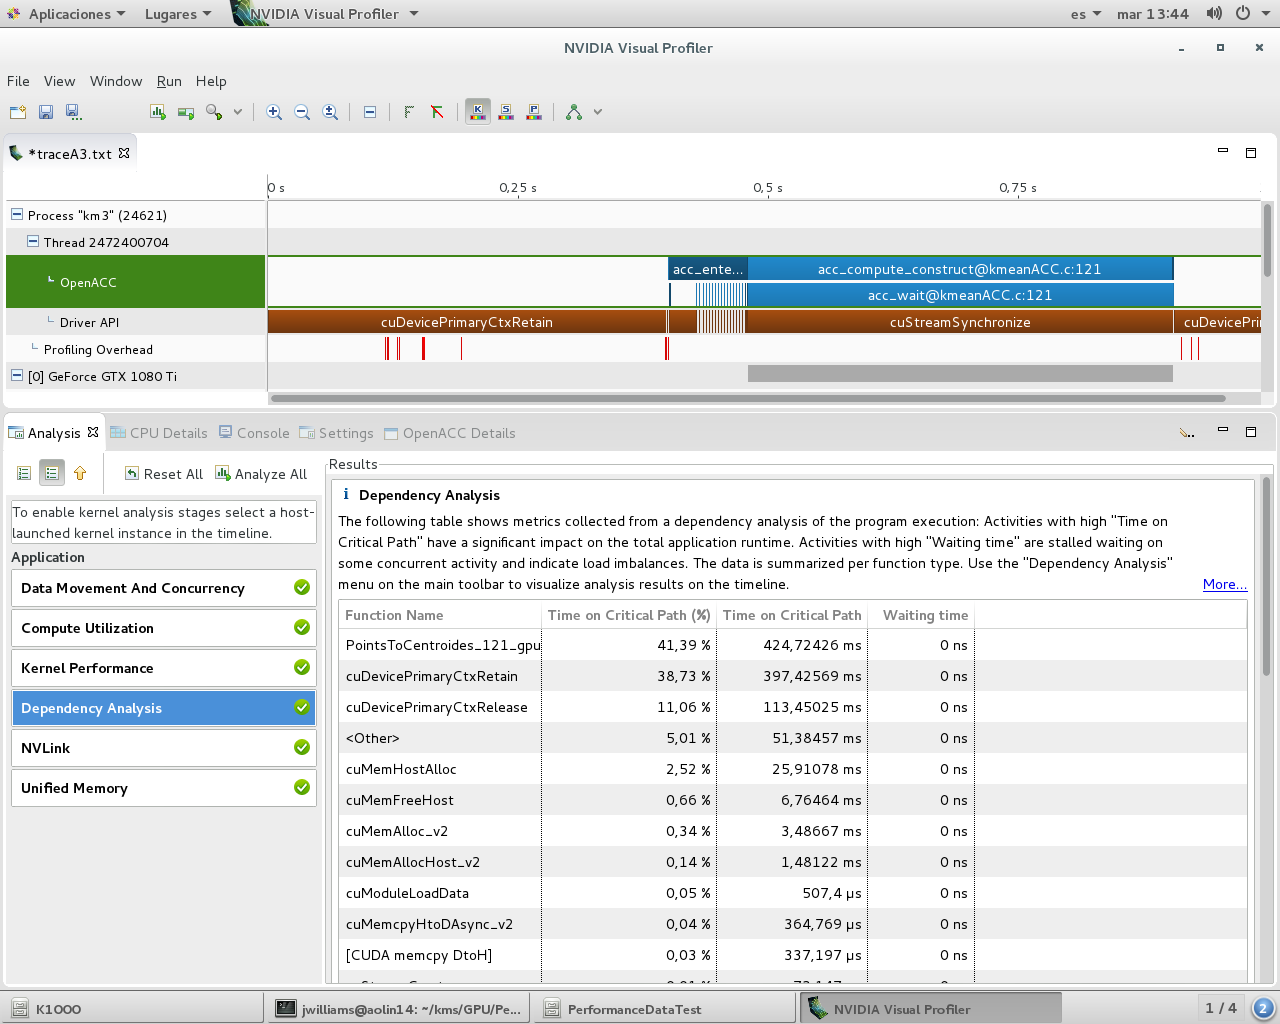 Aplicaciones Lugares NVIDIA Visual Profiler es mar 13:44
NVIDIA Visual Profiler
File View Window Run Help
K S P
*traceA3.txt
0 s 0,25 s 0,5 s 0,75 s
Process "km3" (24621)
Thread 2472400704
OpenACC
acc_ente... acc_compute_construct@kmeanACC.c:121
acc_wait@kmeanACC.c:121
Driver API cuDevicePrimaryCtxRetain cuStreamSynchronize cuDevicePri
Profiling Overhead
[0] GeForce GTX 1080 Ti
Analysis CPU Details Console Settings OpenACC Details
Reset All Analyze All
To enable kernel analysis stages select a host-
launched kernel instance in the timeline.
Application
Data Movement And Concurrency
Compute Utilization
Kernel Performance
Dependency Analysis
NVLink
Unified Memory
Results
Dependency Analysis
The following table shows metrics collected from a dependency analysis of the program execution: Activities with high "Time on
Critical Path" have a significant impact on the total application runtime. Activities with high "Waiting time" are stalled waiting on
some concurrent activity and indicate load imbalances. The data is summarized per function type. Use the "Dependency Analysis"
menu on the main toolbar to visualize analysis results on the timeline. More...
Function Name Time on Critical Path (%) Time on Critical Path Waiting time
PointsToCentroides_121_gpu 41,39 % 424,72426 ms 0 ns
cuDevicePrimaryCtxRetain 38,73 % 397,42569 ms 0 ns
cuDevicePrimaryCtxRelease 11,06 % 113,45025 ms 0 ns
<Other> 5,01 % 51,38457 ms 0 ns
cuMemHostAlloc 2,52 % 25,91078 ms 0 ns
cuMemFreeHost 0,66 % 6,76464 ms 0 ns
cuMemAlloc_v2 0,34 % 3,48667 ms 0 ns
cuMemAllocHost_v2 0,14 % 1,48122 ms 0 ns
cuModuleLoadData 0,05 % 507,4 µs 0 ns
cuMemcpyHtoDAsync_v2 0,04 % 364,769 µs 0 ns
[CUDA memcpy DtoH] 0,03 % 337,197 µs 0 ns
K1000 jwilliams@aolin14: ~/kms/GPU/Pe... PerformanceDataTest NVIDIA Visual Profiler 1 / 4 2